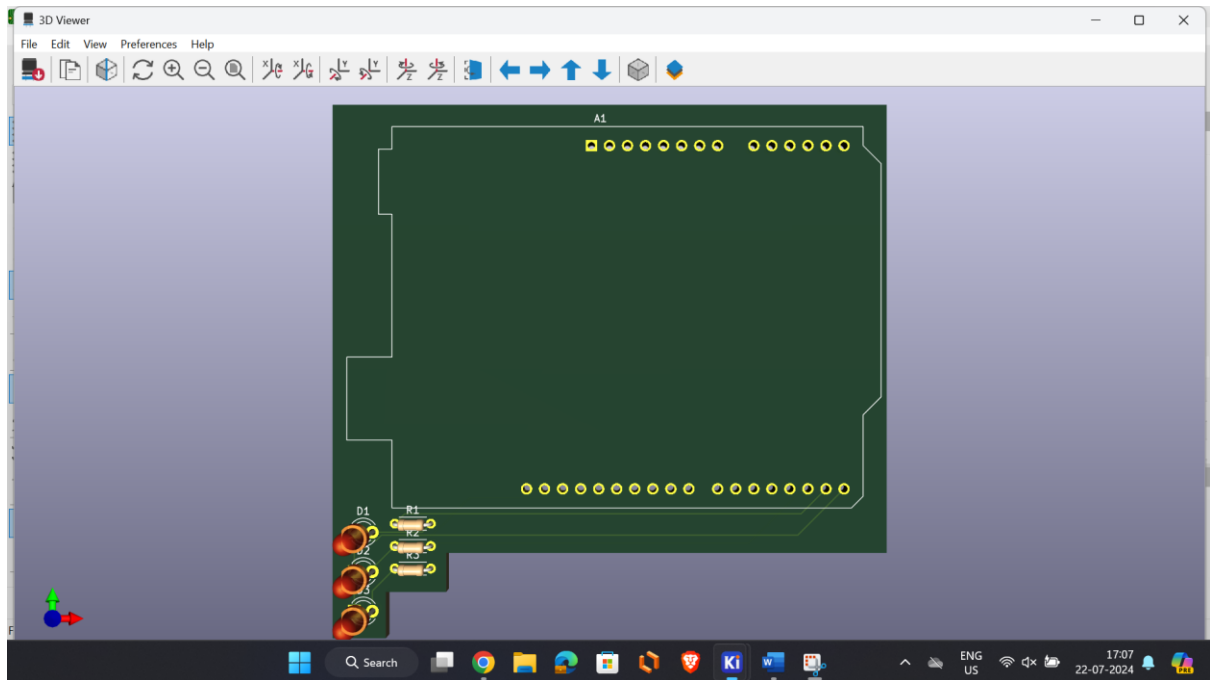 3D Viewer
File Edit View Preferences Help
A1
D1
R1
R2
R3
Search
ENG
US
17:07
22-07-2024